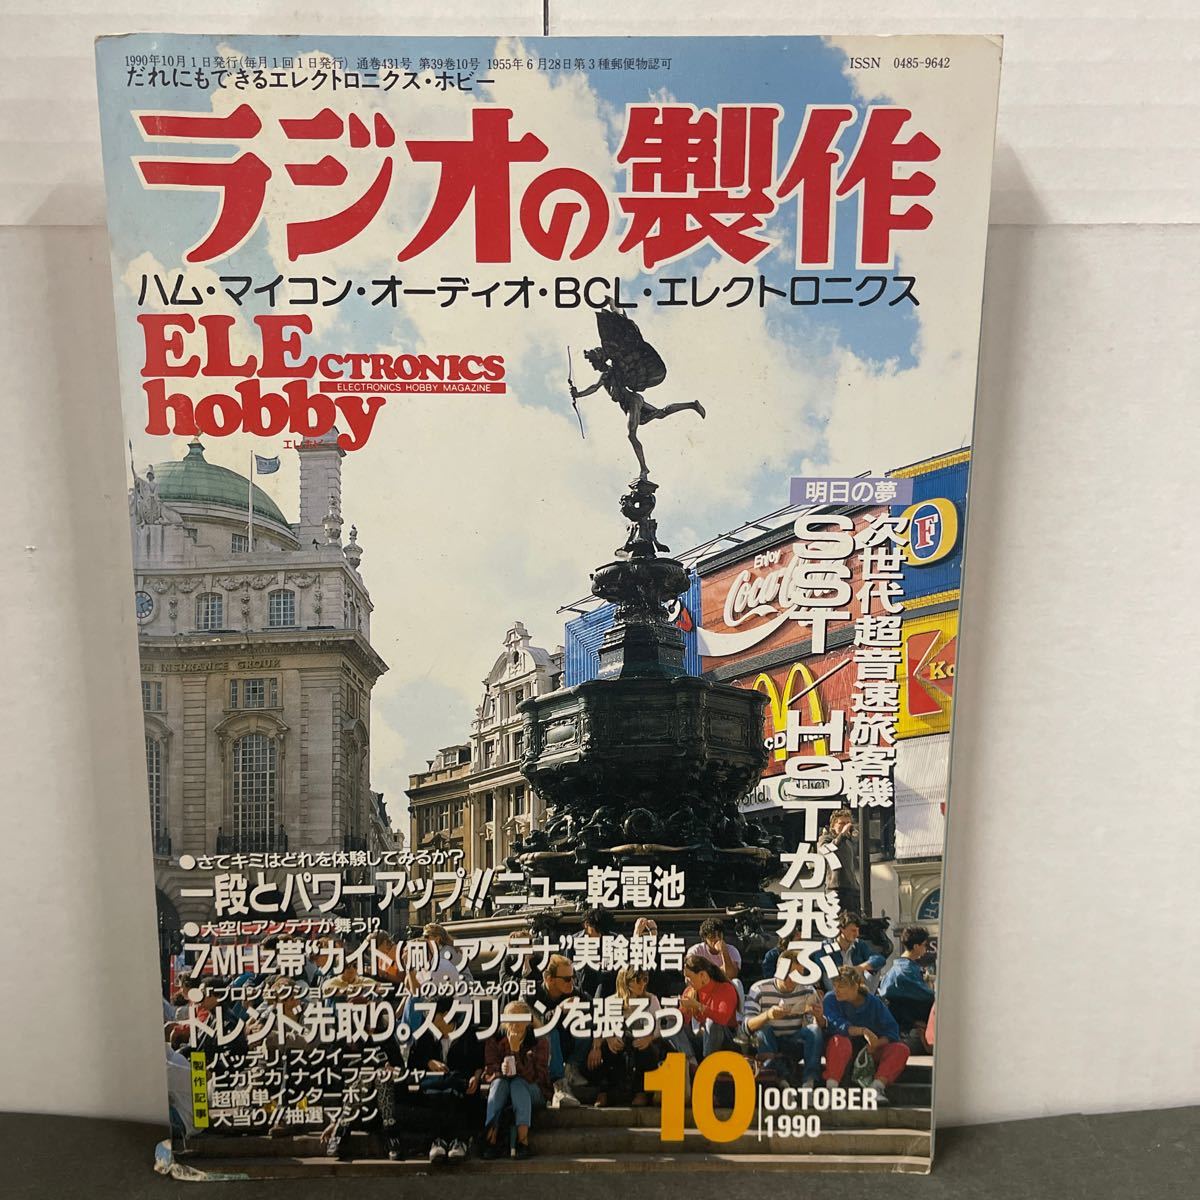 1990年10月1日発行(毎月1回1日発行) 通巻431号 第39巻10号 1955年6月28日第3種郵便物認可
ISSN 0485-9642
だれにもできるエレクトロニクス・ホビー
ラジオの製作
ハム・マイコン・オーディオ・BCL・エレクトロニクス
ELECTRONICS
ELECTRONICS HOBBY MAGAZINE
hobby
エレホビー
明日の夢
次世代超音速旅客機
SST HSTが飛ぶ
F
Enjoy
Coca
Ko
INSURANCE GROUP
●さてキミはどれを体験してみるか?
一段とパワーアップ!!ニュー乾電池
●大空にアンテナが舞う!?
7MHz帯“カイト(凧)・アンテナ”実験報告
●「プロジェクション・システム」のめり込みの記
トレンド先取り。スクリーンを張ろう
製作記事
バッテリ・スクイーズ
ピカピカ・ナイトフラッシャー
超簡単インターホン
大当り!!抽選マシン
10
OCTOBER
1990